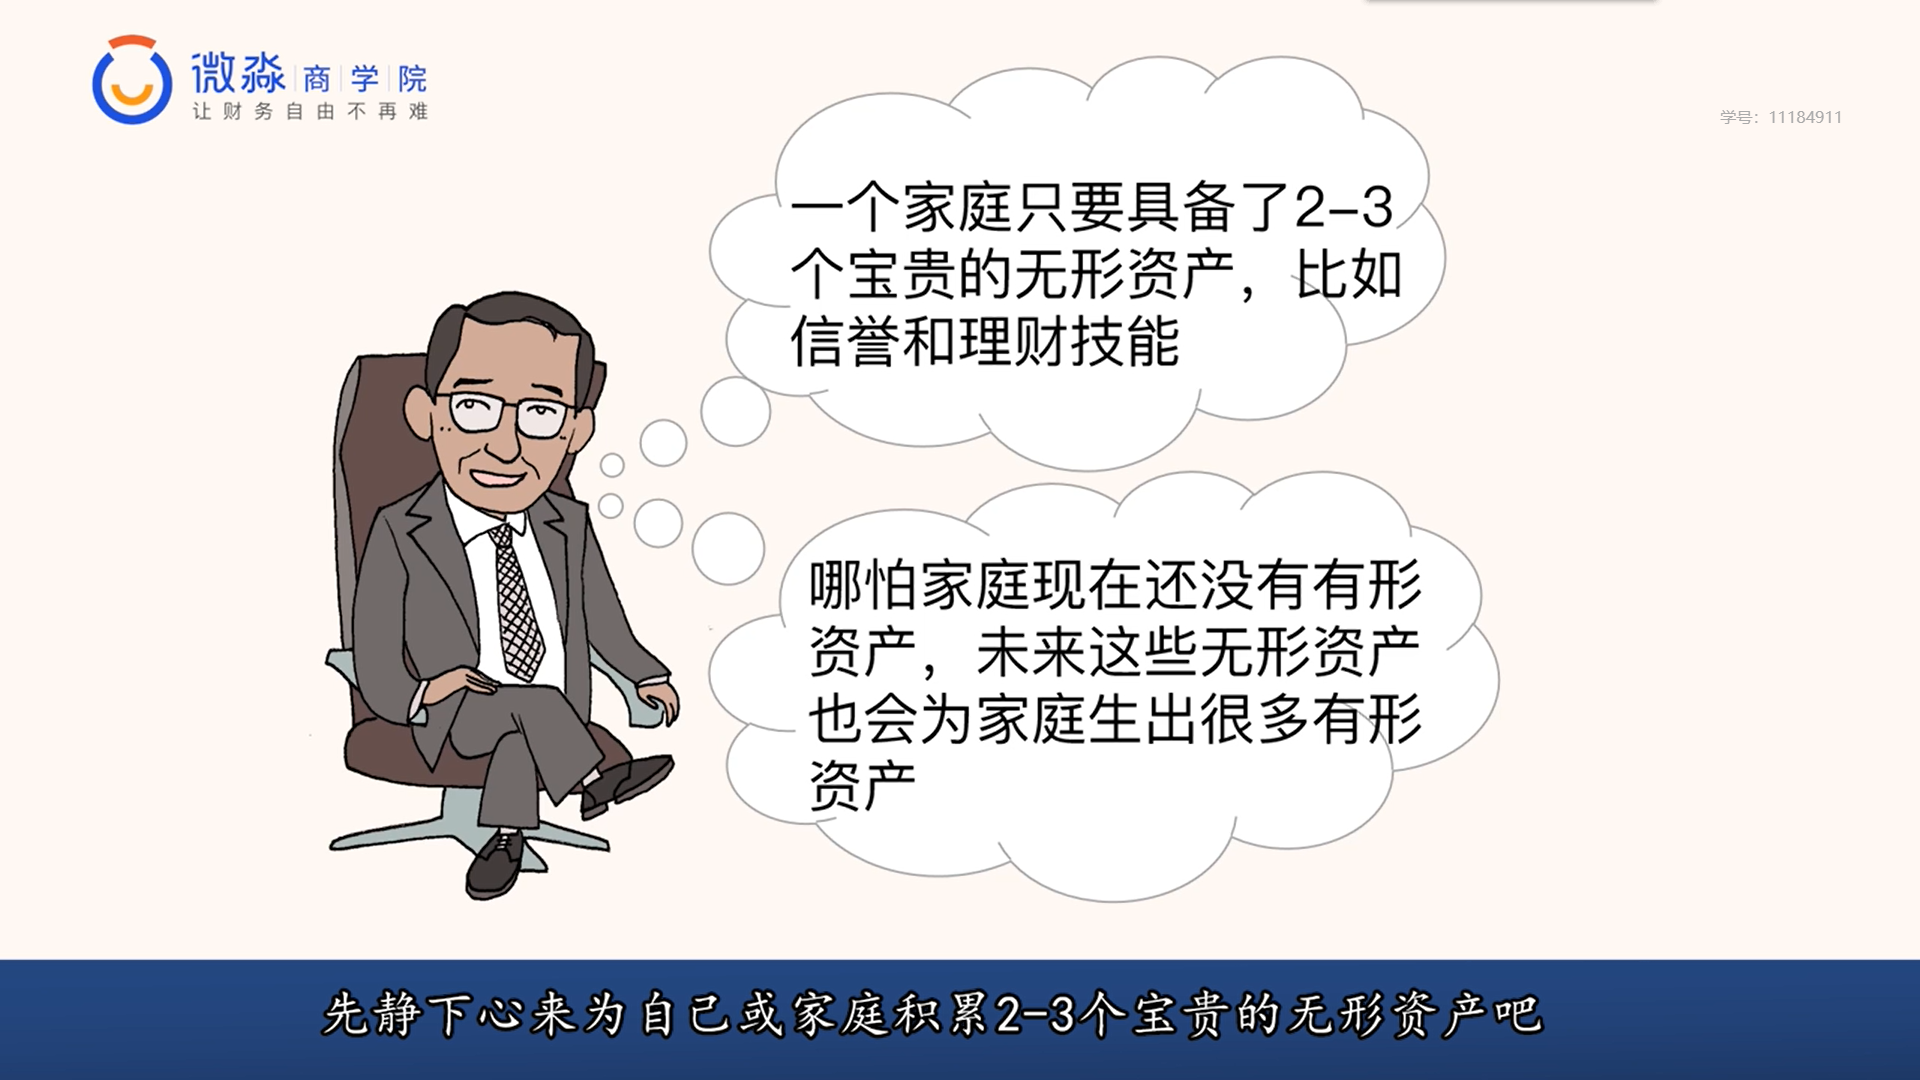 微淼商学院
让财务自由不再难
学号：11184911
一个家庭只要具备了2-3
个宝贵的无形资产，比如
信誉和理财技能
哪怕家庭现在还没有有形
资产，未来这些无形资产
也会为家庭生出很多有形
资产
先静下心来为自己或家庭积累2-3个宝贵的无形资产吧